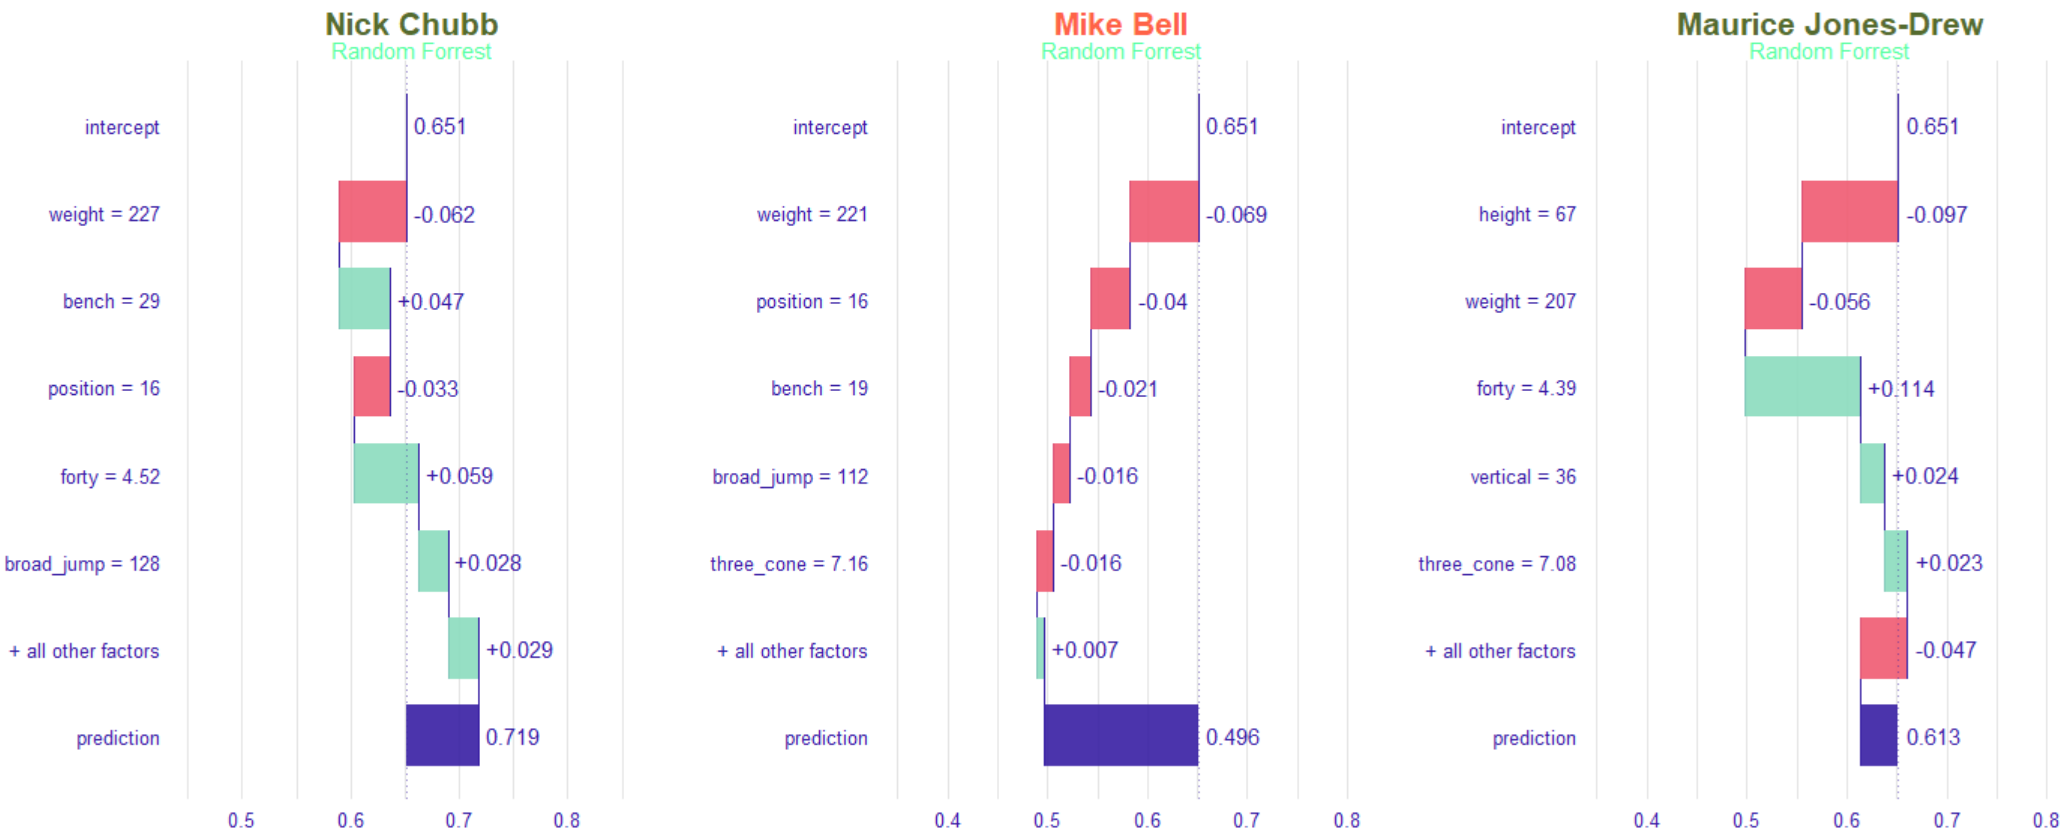 Nick Chubb
Random Forrest
intercept
0.651
weight = 227
-0.062
bench = 29
+0.047
position = 16
-0.033
forty = 4.52
+0.059
broad_jump = 128
+0.028
+ all other factors
+0.029
prediction
0.719
0.5 0.6 0.7 0.8
Mike Bell
Random Forrest
intercept
0.651
weight = 221
-0.069
position = 16
-0.04
bench = 19
-0.021
broad_jump = 112
-0.016
three_cone = 7.16
-0.016
+ all other factors
+0.007
prediction
0.496
0.4 0.5 0.6 0.7 0.8
Maurice Jones-Drew
Random Forrest
intercept
0.651
height = 67
-0.097
weight = 207
-0.056
forty = 4.39
+0.114
vertical = 36
+0.024
three_cone = 7.08
+0.023
+ all other factors
-0.047
prediction
0.613
0.4 0.5 0.6 0.7 0.8